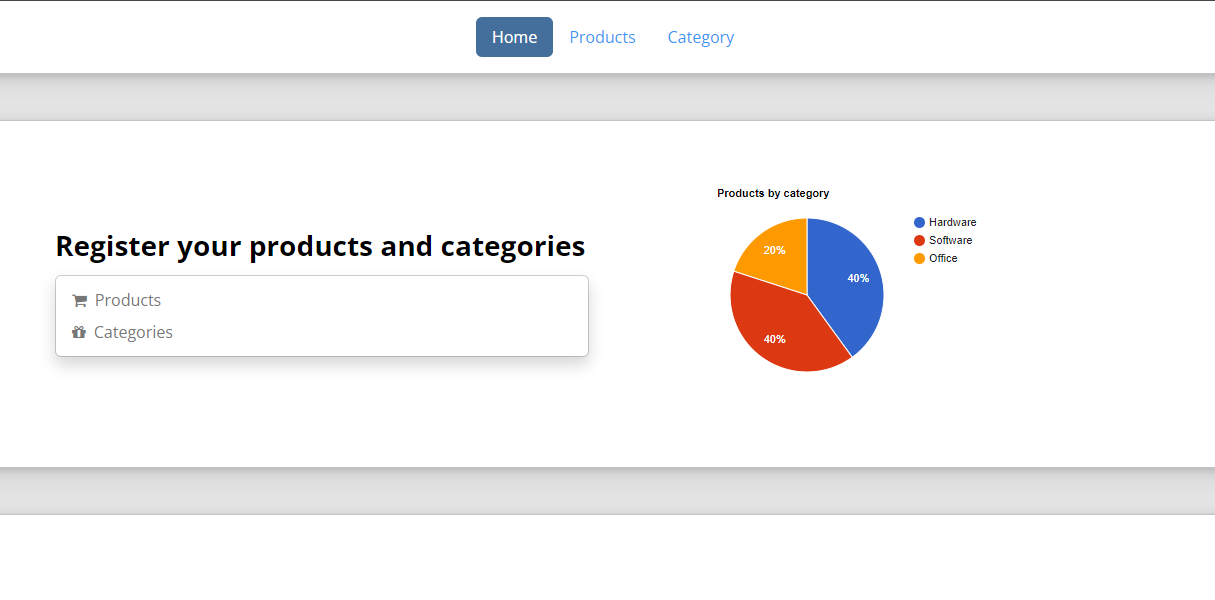 Home Products Category
Register your products and categories
Products
Categories
Products by category
Hardware
Software
Office
20%
40%
40%